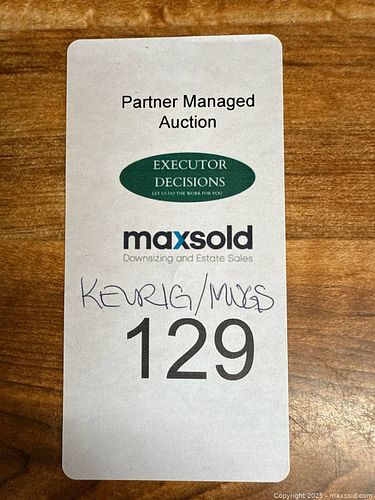 Partner Managed
Auction
EXECUTOR
DECISIONS
LET US DO THE WORK FOR YOU
maxsold
Downsizing and Estate Sales
KEURIG/MUGS
129
Copyright 2025 - maxsold.com